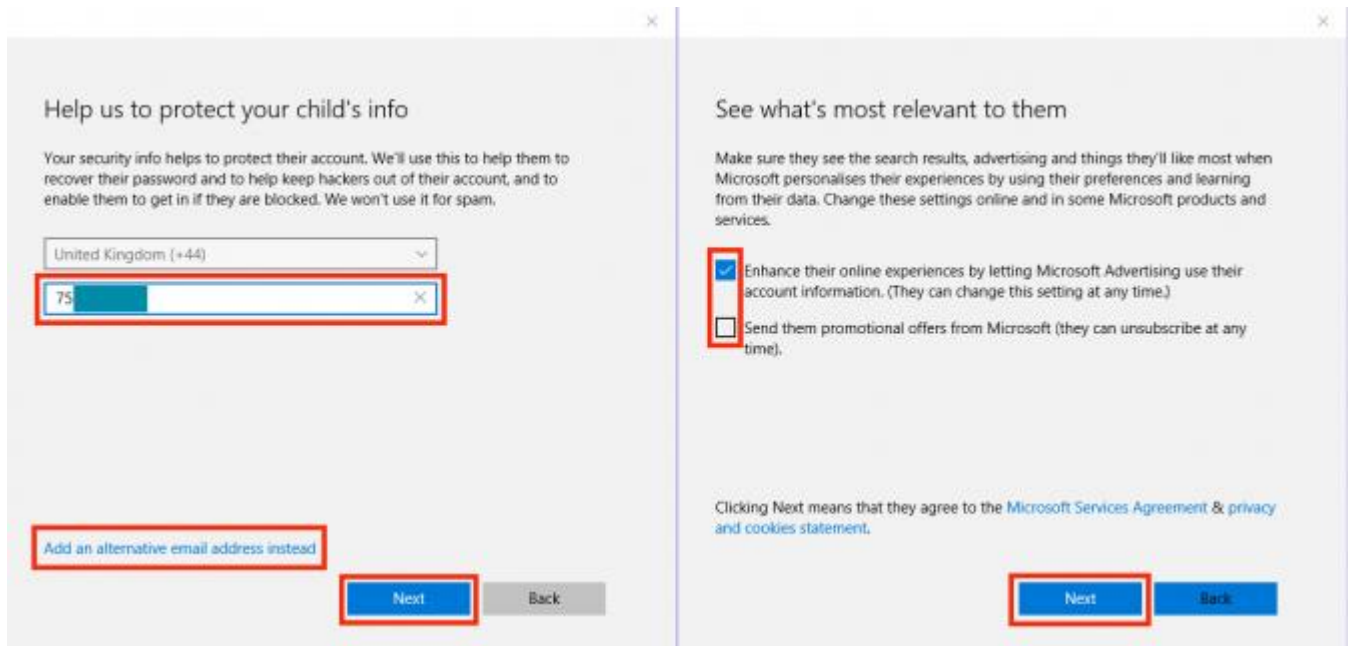 Help us to protect your child's info
Your security info helps to protect their account. We'll use this to help them to
recover their password and to help keep hackers out of their account, and to
enable them to get in if they are blocked. We won't use it for spam.
United Kingdom (+44)
75
Add an alternative email address instead
Next
Back
See what's most relevant to them
Make sure they see the search results, advertising and things they'll like most when
Microsoft personalises their experiences by using their preferences and learning
from their data. Change these settings online and in some Microsoft products and
services.
Enhance their online experiences by letting Microsoft Advertising use their
account information. (They can change this setting at any time.)
Send them promotional offers from Microsoft (they can unsubscribe at any
time).
Clicking Next means that they agree to the Microsoft Services Agreement & privacy
and cookies statement.
Next
Back